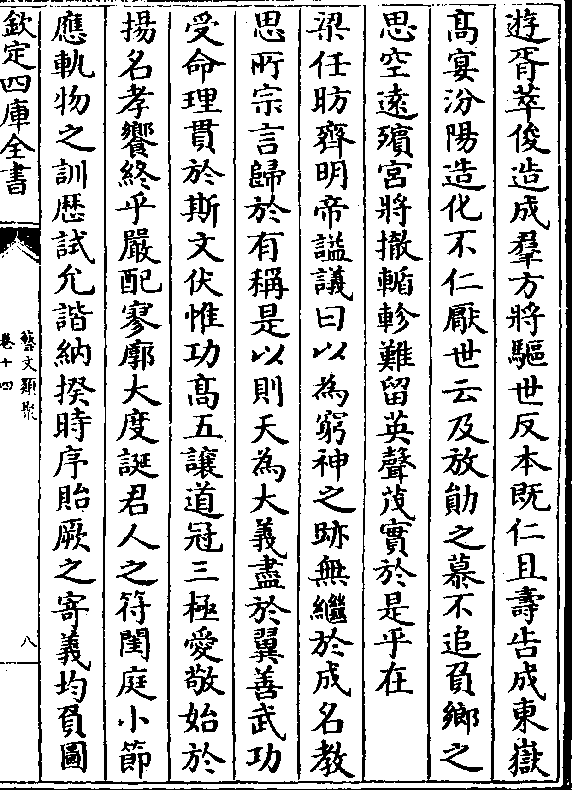 遊胥萃俊造成羣方將驅世反本既仁且壽告成東嶽
髙宴汾陽造化不仁厭世云及放勛之慕不追負鄉之
思空遠殯宮將撤輴軫難留英聲茂實於是乎在
梁任昉齊明帝謚議曰以為窮神之跡無繼於成名教
思所宗言歸於有稱是以則天為大義盡於翼善武功
受命理貫於斯文伏惟功髙五讓道冠三極愛敬始於
揚名孝饗終乎嚴配寥廓大度誕君人之符閨庭小節
應軌物之訓歴試允諧納揆時序貽厥之寄義均負圖
欽定四庫全書
藝文類聚
卷十四
八